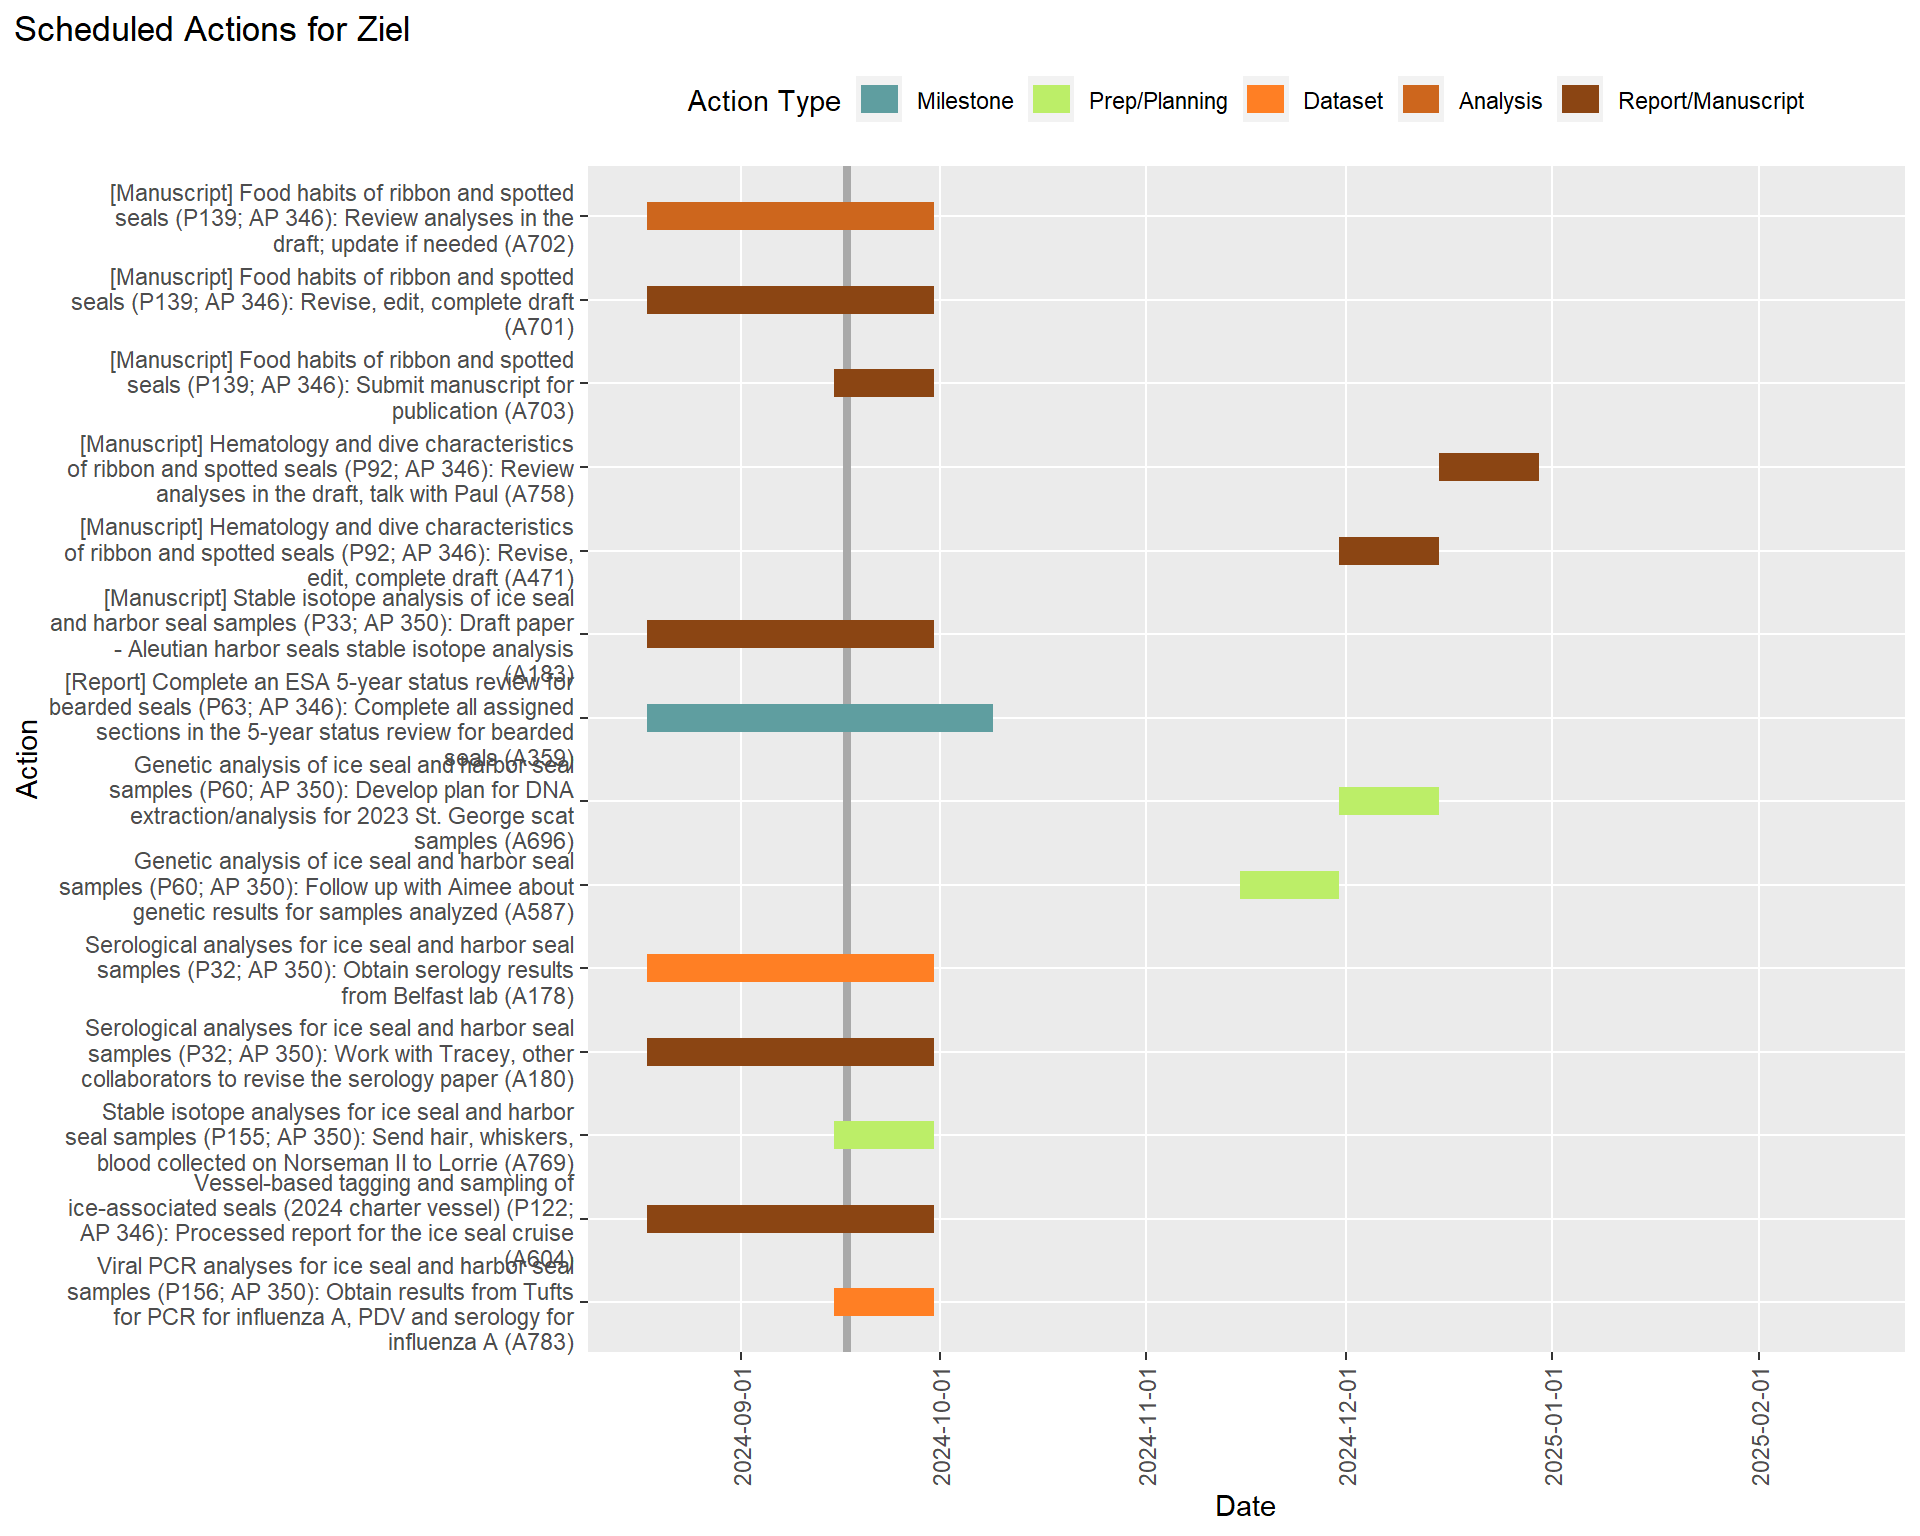 Scheduled Actions for Ziel
Action Type
Milestone
Prep/Planning
Dataset
Analysis
Report/Manuscript
[Manuscript] Food habits of ribbon and spotted
seals (P139; AP 346): Review analyses in the
draft; update if needed (A702)
[Manuscript] Food habits of ribbon and spotted
seals (P139; AP 346): Revise, edit, complete draft
(A701)
[Manuscript] Food habits of ribbon and spotted
seals (P139; AP 346): Submit manuscript for
publication (A703)
[Manuscript] Hematology and dive characteristics
of ribbon and spotted seals (P92; AP 346): Review
analyses in the draft, talk with Paul (A758)
[Manuscript] Hematology and dive characteristics
of ribbon and spotted seals (P92; AP 346): Revise,
edit, complete draft (A471)
[Manuscript] Stable isotope analysis of ice seal
and harbor seal samples (P33; AP 350): Draft paper
- Aleutian harbor seals stable isotope analysis
(A183)
[Report] Complete an ESA 5-year status review for
bearded seals (P63; AP 346): Complete all assigned
sections in the 5-year status review for bearded
seals (A359)
Genetic analysis of ice seal and harbor seal
samples (P60; AP 350): Develop plan for DNA
extraction/analysis for 2023 St. George scat
samples (A696)
Genetic analysis of ice seal and harbor seal
samples (P60; AP 350): Follow up with Aimee about
genetic results for samples analyzed (A587)
Serological analyses for ice seal and harbor seal
samples (P32; AP 350): Obtain serology results
from Belfast lab (A178)
Serological analyses for ice seal and harbor seal
samples (P32; AP 350): Work with Tracey, other
collaborators to revise the serology paper (A180)
Stable isotope analyses for ice seal and harbor
seal samples (P155; AP 350): Send hair, whiskers,
blood collected on Norseman II to Lorrie (A769)
Vessel-based tagging and sampling of
ice-associated seals (2024 charter vessel) (P122;
AP 346): Processed report for the ice seal cruise
(A604)
Viral PCR analyses for ice seal and harbor seal
samples (P156; AP 350): Obtain results from Tufts
for PCR for influenza A, PDV and serology for
influenza A (A783)
Action
2024-09-01
2024-10-01
2024-11-01
2024-12-01
2025-01-01
2025-02-01
Date